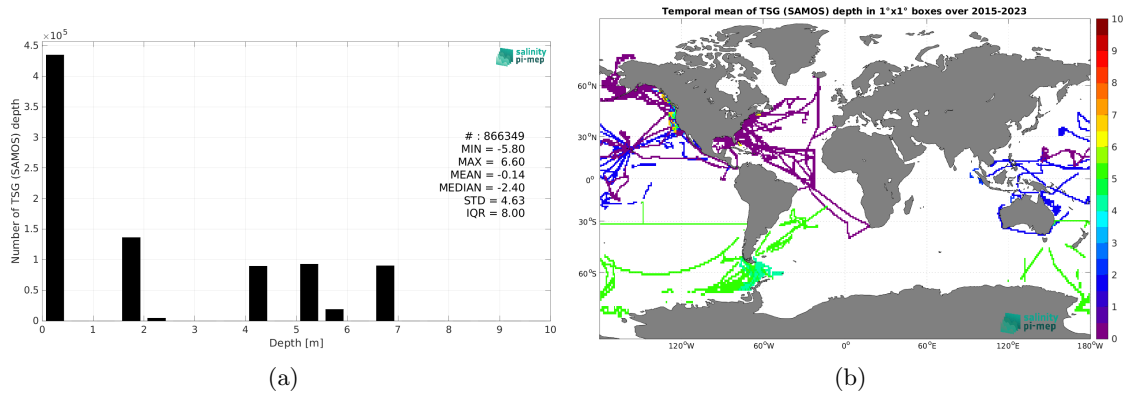 ×10⁵
4.5
4
3.5
3
2.5
2
1.5
1
0.5
0
Number of TSG (SAMOS) depth
salinity
pi-mep
# : 866349
MIN = -5.80
MAX = 6.60
MEAN = -0.14
MEDIAN = -2.40
STD = 4.63
IQR = 8.00
0 1 2 3 4 5 6 7 8 9 10
Depth [m]
(a)
Temporal mean of TSG (SAMOS) depth in 1°x1° boxes over 2015-2023
60°N
30°N
0°
30°S
60°S
120°W 60°W 0° 60°E 120°E 180°W
salinity
pi-mep
10
9
8
7
6
5
4
3
2
1
0
(b)